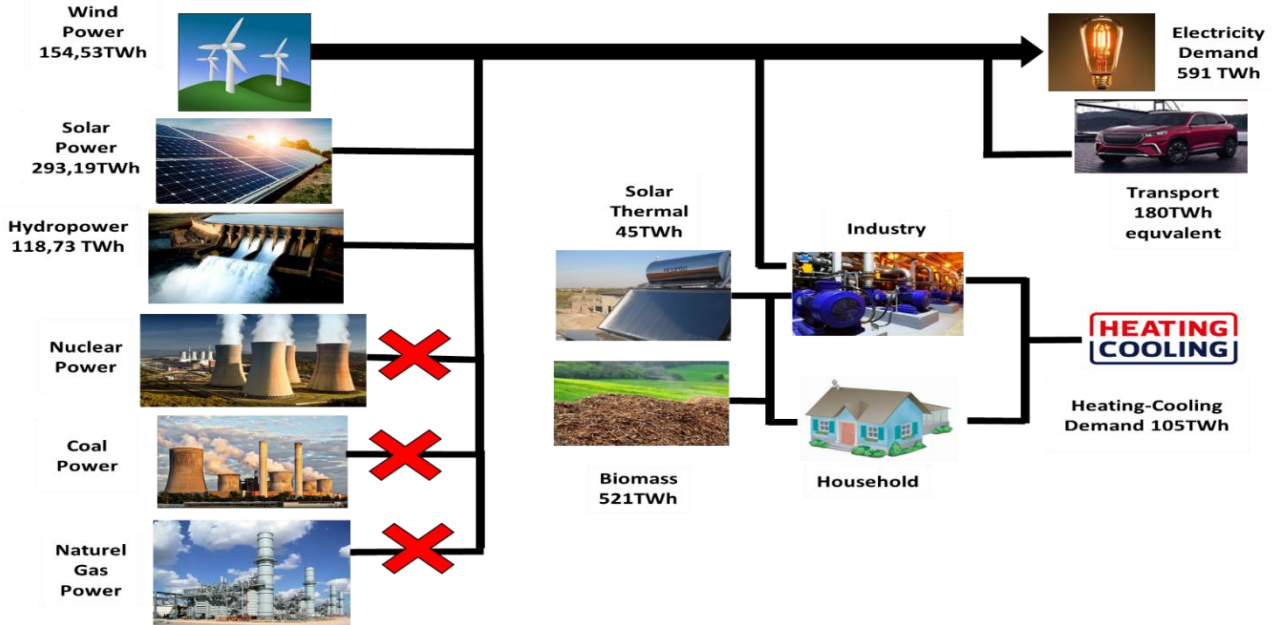 Wind
Power
154,53TWh
Solar
Power
293,19TWh
Hydropower
118,73 TWh
Nuclear
Power
Coal
Power
Naturel
Gas
Power
Solar
Thermal
45TWh
Biomass
521TWh
Industry
Household
Electricity
Demand
591 TWh
Transport
180TWh
equvalent
HEATING
COOLING
Heating-Cooling
Demand 105TWh